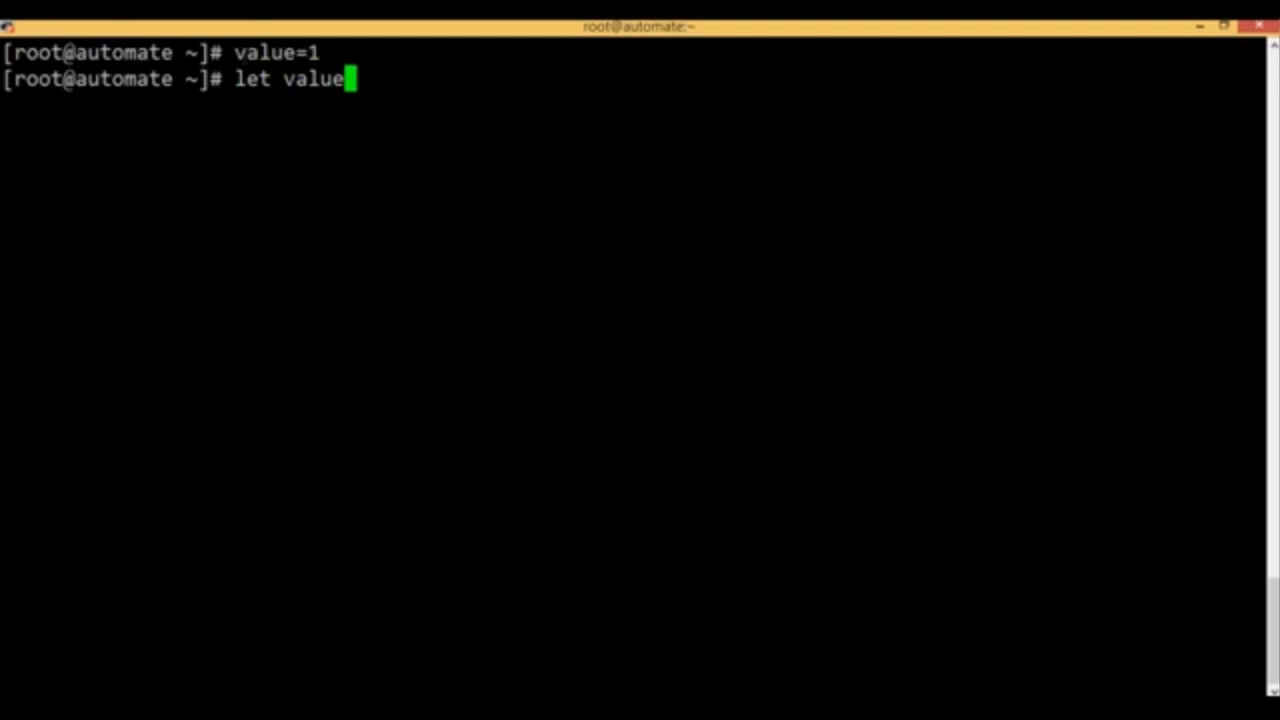 root@automate:~
[root@automate ~]# value=1
[root@automate ~]# let value